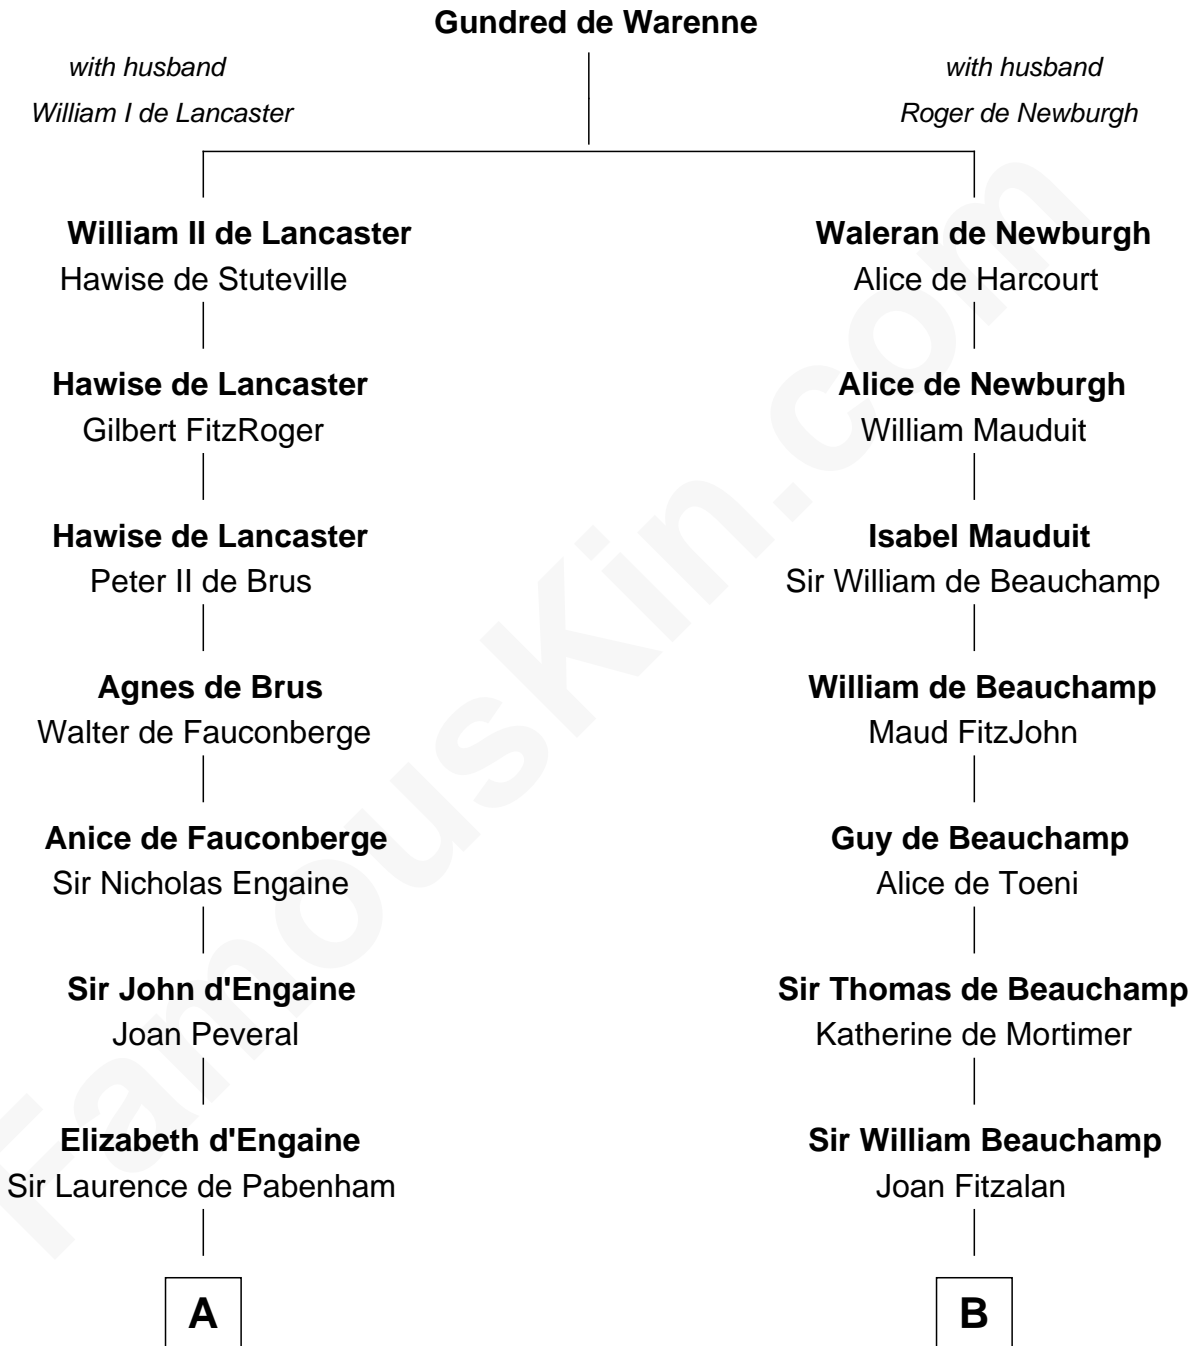 Gundred de Warenne
with husband
William I de Lancaster
with husband
Roger de Newburgh
William II de Lancaster
Hawise de Stuteville
Waleran de Newburgh
Alice de Harcourt
Hawise de Lancaster
Gilbert FitzRoger
Alice de Newburgh
William Mauduit
Hawise de Lancaster
Peter II de Brus
Isabel Mauduit
Sir William de Beauchamp
Agnes de Brus
Walter de Fauconberge
William de Beauchamp
Maud FitzJohn
Anice de Fauconberge
Sir Nicholas Engaine
Guy de Beauchamp
Alice de Toeni
Sir John d'Engaine
Joan Peveral
Sir Thomas de Beauchamp
Katherine de Mortimer
Elizabeth d'Engaine
Sir Laurence de Pabenham
Sir William Beauchamp
Joan Fitzalan
A
B
FamousKin.com